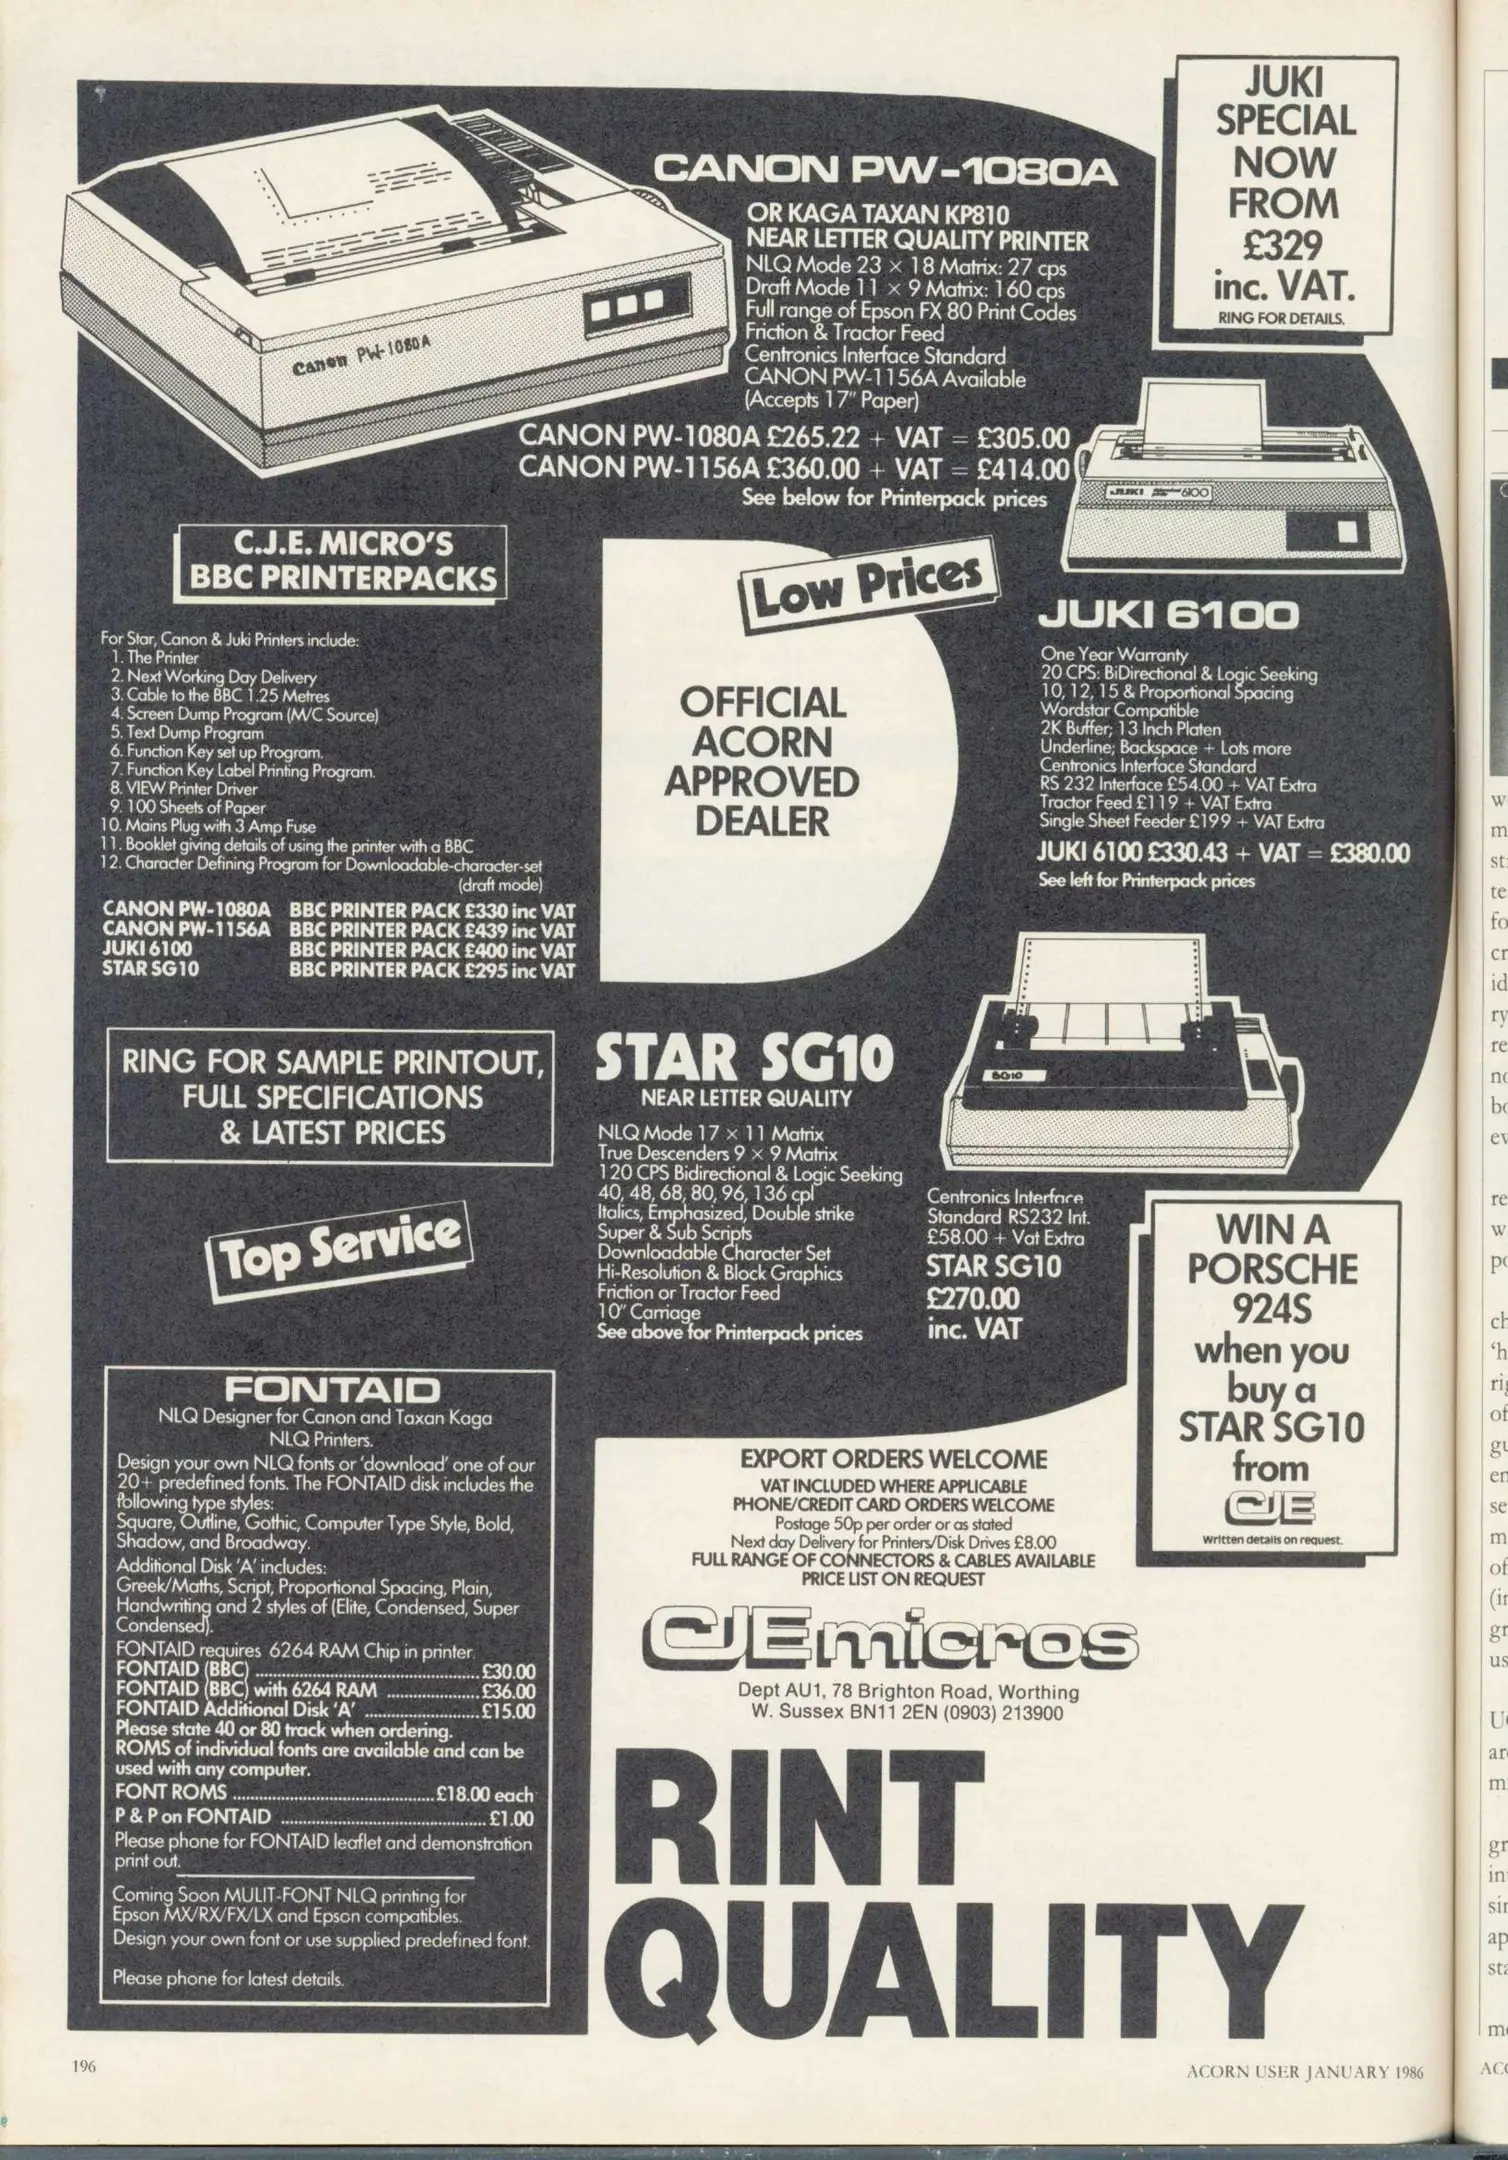 JUKI
SPECIAL
NOW
FROM
£329
inc. VAT.
RING FOR DETAILS.
Canon PW-1080A
CANON PW-1080A
OR KAGA TAXAN KP810
NEAR LETTER QUALITY PRINTER
NLQ Mode 23 × 18 Matrix: 27 cps
Draft Mode 11 × 9 Matrix: 160 cps
Full range of Epson FX 80 Print Codes
Friction & Tractor Feed
Centronics Interface Standard
CANON PW-1156A Available
(Accepts 17" Paper)
CANON PW-1080A £265.22 + VAT = £305.00
CANON PW-1156A £360.00 + VAT = £414.00
See below for Printerpack prices
JUKI 6100
C.J.E. MICRO'S
BBC PRINTERPACKS
For Star, Canon & Juki Printers include:
1. The Printer
2. Next Working Day Delivery
3. Cable to the BBC 1.25 Metres
4. Screen Dump Program (M/C Source)
5. Text Dump Program
6. Function Key set up Program.
7. Function Key Label Printing Program.
8. VIEW Printer Driver
9. 100 Sheets of Paper
10. Mains Plug with 3 Amp Fuse
11. Booklet giving details of using the printer with a BBC
12. Character Defining Program for Downloadable-character-set
(draft mode)
CANON PW-1080A BBC PRINTER PACK £330 inc VAT
CANON PW-1156A BBC PRINTER PACK £439 inc VAT
JUKI 6100 BBC PRINTER PACK £400 inc VAT
STAR SG10 BBC PRINTER PACK £295 inc VAT
Low Prices
OFFICIAL
ACORN
APPROVED
DEALER
JUKI 6100
One Year Warranty
20 CPS: BiDirectional & Logic Seeking
10, 12, 15 & Proportional Spacing
Wordstar Compatible
2K Buffer; 13 Inch Platen
Underline; Backspace + Lots more
Centronics Interface Standard
RS 232 Interface £54.00 + VAT Extra
Tractor Feed £119 + VAT Extra
Single Sheet Feeder £199 + VAT Extra
JUKI 6100 £330.43 + VAT = £380.00
See left for Printerpack prices
RING FOR SAMPLE PRINTOUT,
FULL SPECIFICATIONS
& LATEST PRICES
Top Service
STAR SG10
NEAR LETTER QUALITY
NLQ Mode 17 × 11 Matrix
True Descenders 9 × 9 Matrix
120 CPS Bidirectional & Logic Seeking
40, 48, 68, 80, 96, 136 cpl
Italics, Emphasized, Double strike
Super & Sub Scripts
Downloadable Character Set
Hi-Resolution & Block Graphics
Friction or Tractor Feed
10" Carriage
See above for Printerpack prices
SG10
Centronics Interface
Standard RS232 Int.
£58.00 + Vat Extra
STAR SG10
£270.00
inc. VAT
WIN A
PORSCHE
924S
when you
buy a
STAR SG10
from
CJE
Written details on request.
FONTAID
NLQ Designer for Canon and Taxan Kaga
NLQ Printers.
Design your own NLQ fonts or 'download' one of our
20+ predefined fonts. The FONTAID disk includes the
following type styles:
Square, Outline, Gothic, Computer Type Style, Bold,
Shadow, and Broadway.
Additional Disk 'A' includes:
Greek/Maths, Script, Proportional Spacing, Plain,
Handwriting and 2 styles of (Elite, Condensed, Super
Condensed).
FONTAID requires 6264 RAM Chip in printer.
FONTAID (BBC) .......... £30.00
FONTAID (BBC) with 6264 RAM .......... £36.00
FONTAID Additional Disk 'A' .......... £15.00
Please state 40 or 80 track when ordering.
ROMS of individual fonts are available and can be
used with any computer.
FONT ROMS .......... £18.00 each
P & P on FONTAID .......... £1.00
Please phone for FONTAID leaflet and demonstration
print out.
Coming Soon MULIT-FONT NLQ printing for
Epson MX/RX/FX/LX and Epson compatibles.
Design your own font or use supplied predefined font.
Please phone for latest details.
EXPORT ORDERS WELCOME
VAT INCLUDED WHERE APPLICABLE
PHONE/CREDIT CARD ORDERS WELCOME
Postage 50p per order or as stated
Next day Delivery for Printers/Disk Drives £8.00
FULL RANGE OF CONNECTORS & CABLES AVAILABLE
PRICE LIST ON REQUEST
CJE micros
Dept AU1, 78 Brighton Road, Worthing
W. Sussex BN11 2EN (0903) 213900
RINT
QUALITY
196
ACORN USER JANUARY 1986